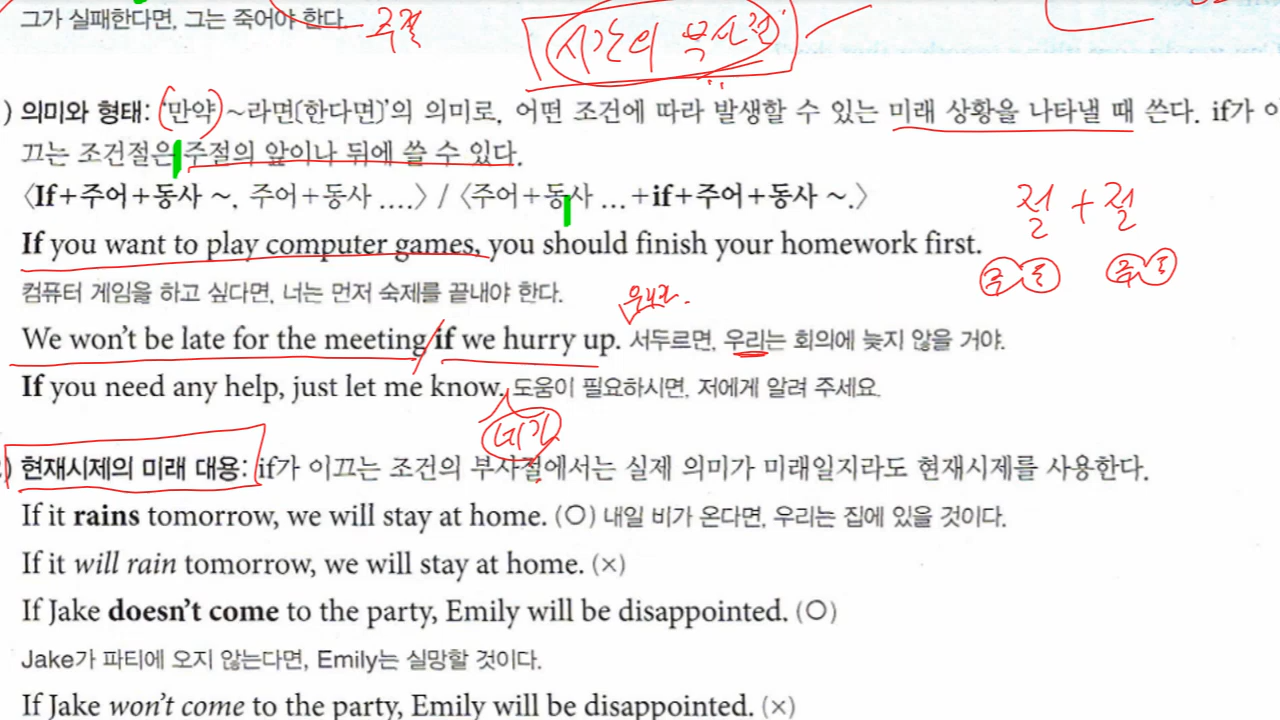 그가 실패한다면, 그는 죽어야 한다. 주절
시간의 부사절
) 의미와 형태: ‘만약 ~라면[한다면]’의 의미로, 어떤 조건에 따라 발생할 수 있는 미래 상황을 나타낼 때 쓴다. if가 이
끄는 조건절은 주절의 앞이나 뒤에 쓸 수 있다.
〈If+주어+동사 ~, 주어+동사 ....〉 / 〈주어+동사 ...+if+주어+동사 ~.〉
절 + 절
If you want to play computer games, you should finish your homework first.
주 동 주 동
컴퓨터 게임을 하고 싶다면, 너는 먼저 숙제를 끝내야 한다.
We won't be late for the meeting if we hurry up. 서두르면, 우리는 회의에 늦지 않을 거야.
If you need any help, just let me know. 도움이 필요하시면, 저에게 알려 주세요.
) 현재시제의 미래 대용: if가 이끄는 조건의 부사절에서는 실제 의미가 미래일지라도 현재시제를 사용한다.
If it rains tomorrow, we will stay at home. (○) 내일 비가 온다면, 우리는 집에 있을 것이다.
If it will rain tomorrow, we will stay at home. (×)
If Jake doesn't come to the party, Emily will be disappointed. (○)
Jake가 파티에 오지 않는다면, Emily는 실망할 것이다.
If Jake won't come to the party, Emily will be disappointed. (×)